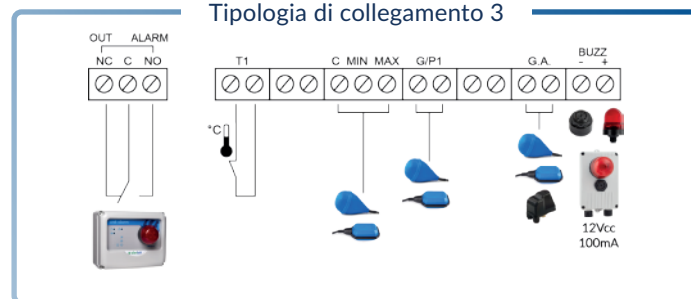 Tipologia di collegamento 3
OUT ALARM
NC C NO
T1
C MIN MAX
G/P1
G.A.
BUZZ
- +
°C
12Vcc
100mA